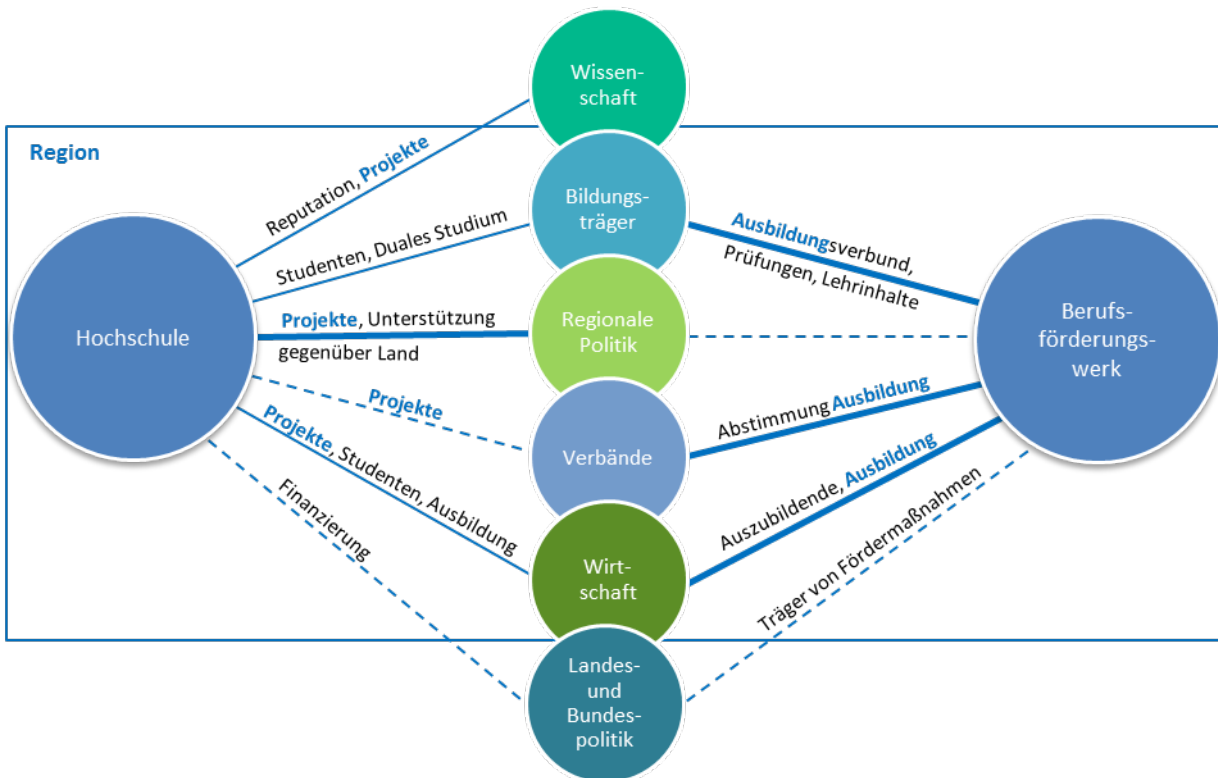 Wissen-
schaft
Region
Reputation, Projekte
Bildungs-
träger
Studenten, Duales Studium
Ausbildungsverbund,
Prüfungen, Lehrinhalte
Hochschule
Projekte, Unterstützung
gegenüber Land
Regionale
Politik
Berufs-
förderungs-
werk
Projekte
Verbände
Abstimmung Ausbildung
Projekte, Studenten, Ausbildung
Auszubildende, Ausbildung
Finanzierung
Wirt-
schaft
Träger von Fördermaßnahmen
Landes-
und
Bundes-
politik